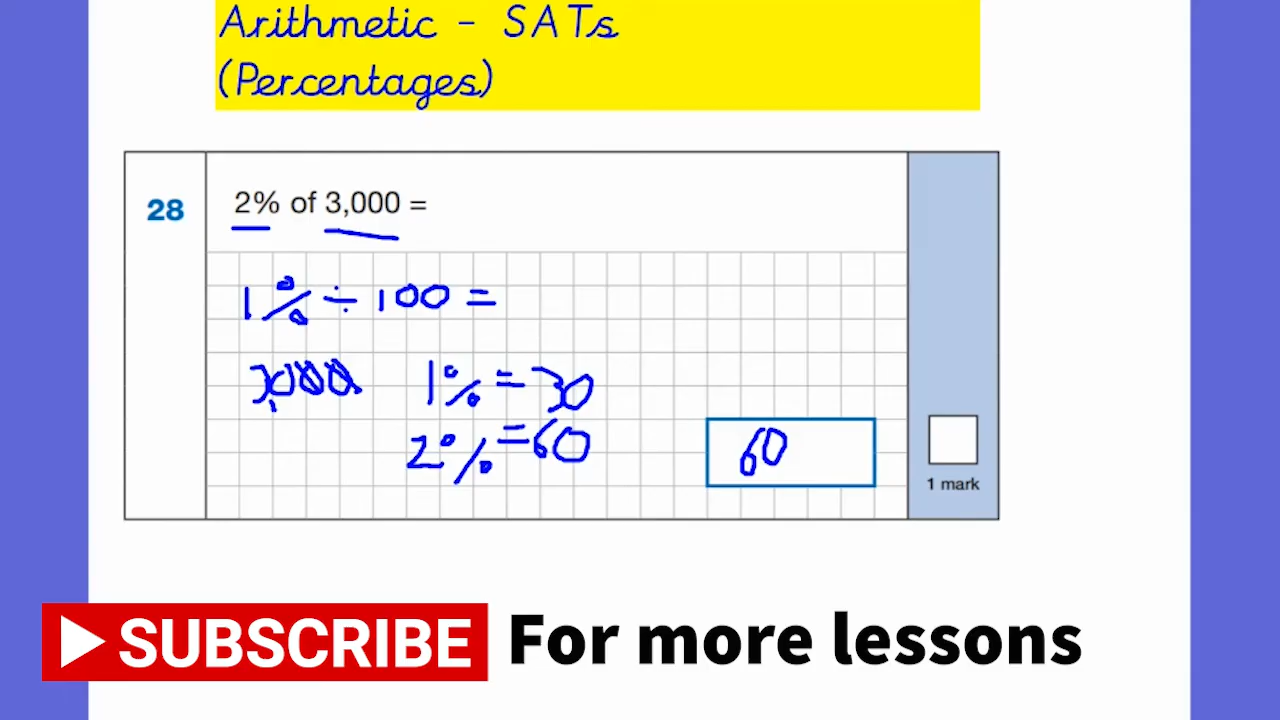 Arithmetic - SATs
(Percentages)
28
2% of 3,000 =
1% ÷ 100 =
3000 1% = 30
2% = 60
60
1 mark
SUBSCRIBE For more lessons